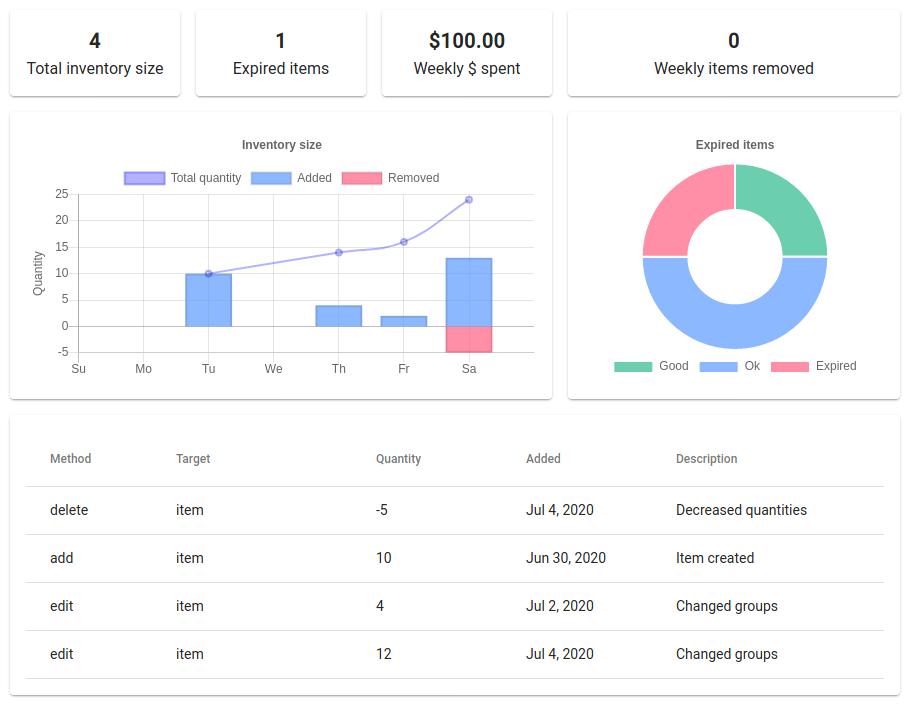 4
Total inventory size
1
Expired items
$100.00
Weekly $ spent
0
Weekly items removed
Inventory size
Total quantity Added Removed
25
20
15
10
5
0
-5
Quantity
Su Mo Tu We Th Fr Sa
Expired items
Good Ok Expired
Method Target Quantity Added Description
delete item -5 Jul 4, 2020 Decreased quantities
add item 10 Jun 30, 2020 Item created
edit item 4 Jul 2, 2020 Changed groups
edit item 12 Jul 4, 2020 Changed groups